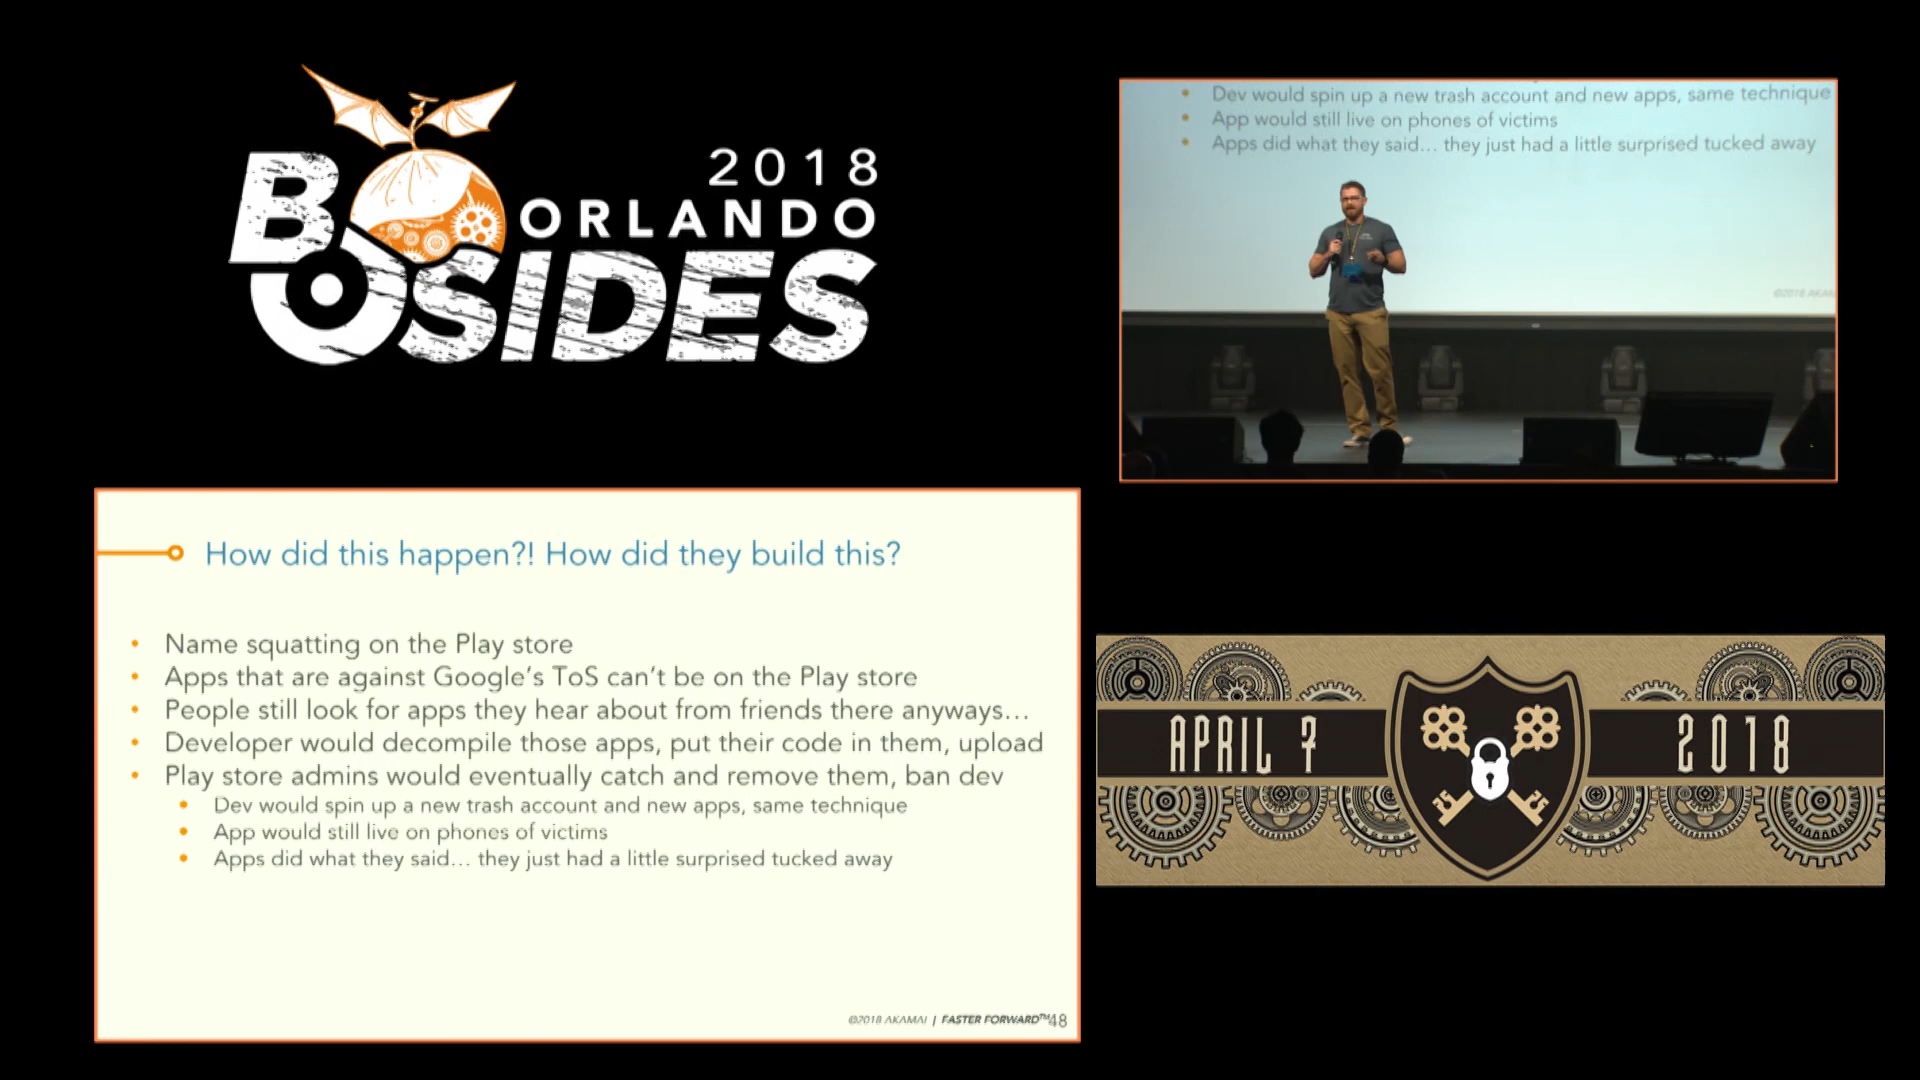 2018
ORLANDO
BSIDES
Dev would spin up a new trash account and new apps, same technique
App would still live on phones of victims
Apps did what they said... they just had a little surprised tucked away
©2018 AKAM
How did this happen?! How did they build this?
Name squatting on the Play store
Apps that are against Google's ToS can't be on the Play store
People still look for apps they hear about from friends there anyways...
Developer would decompile those apps, put their code in them, upload
Play store admins would eventually catch and remove them, ban dev
Dev would spin up a new trash account and new apps, same technique
App would still live on phones of victims
Apps did what they said... they just had a little surprised tucked away
©2018 AKAMAI | FASTER FORWARD™ 48
APRIL 7
2018